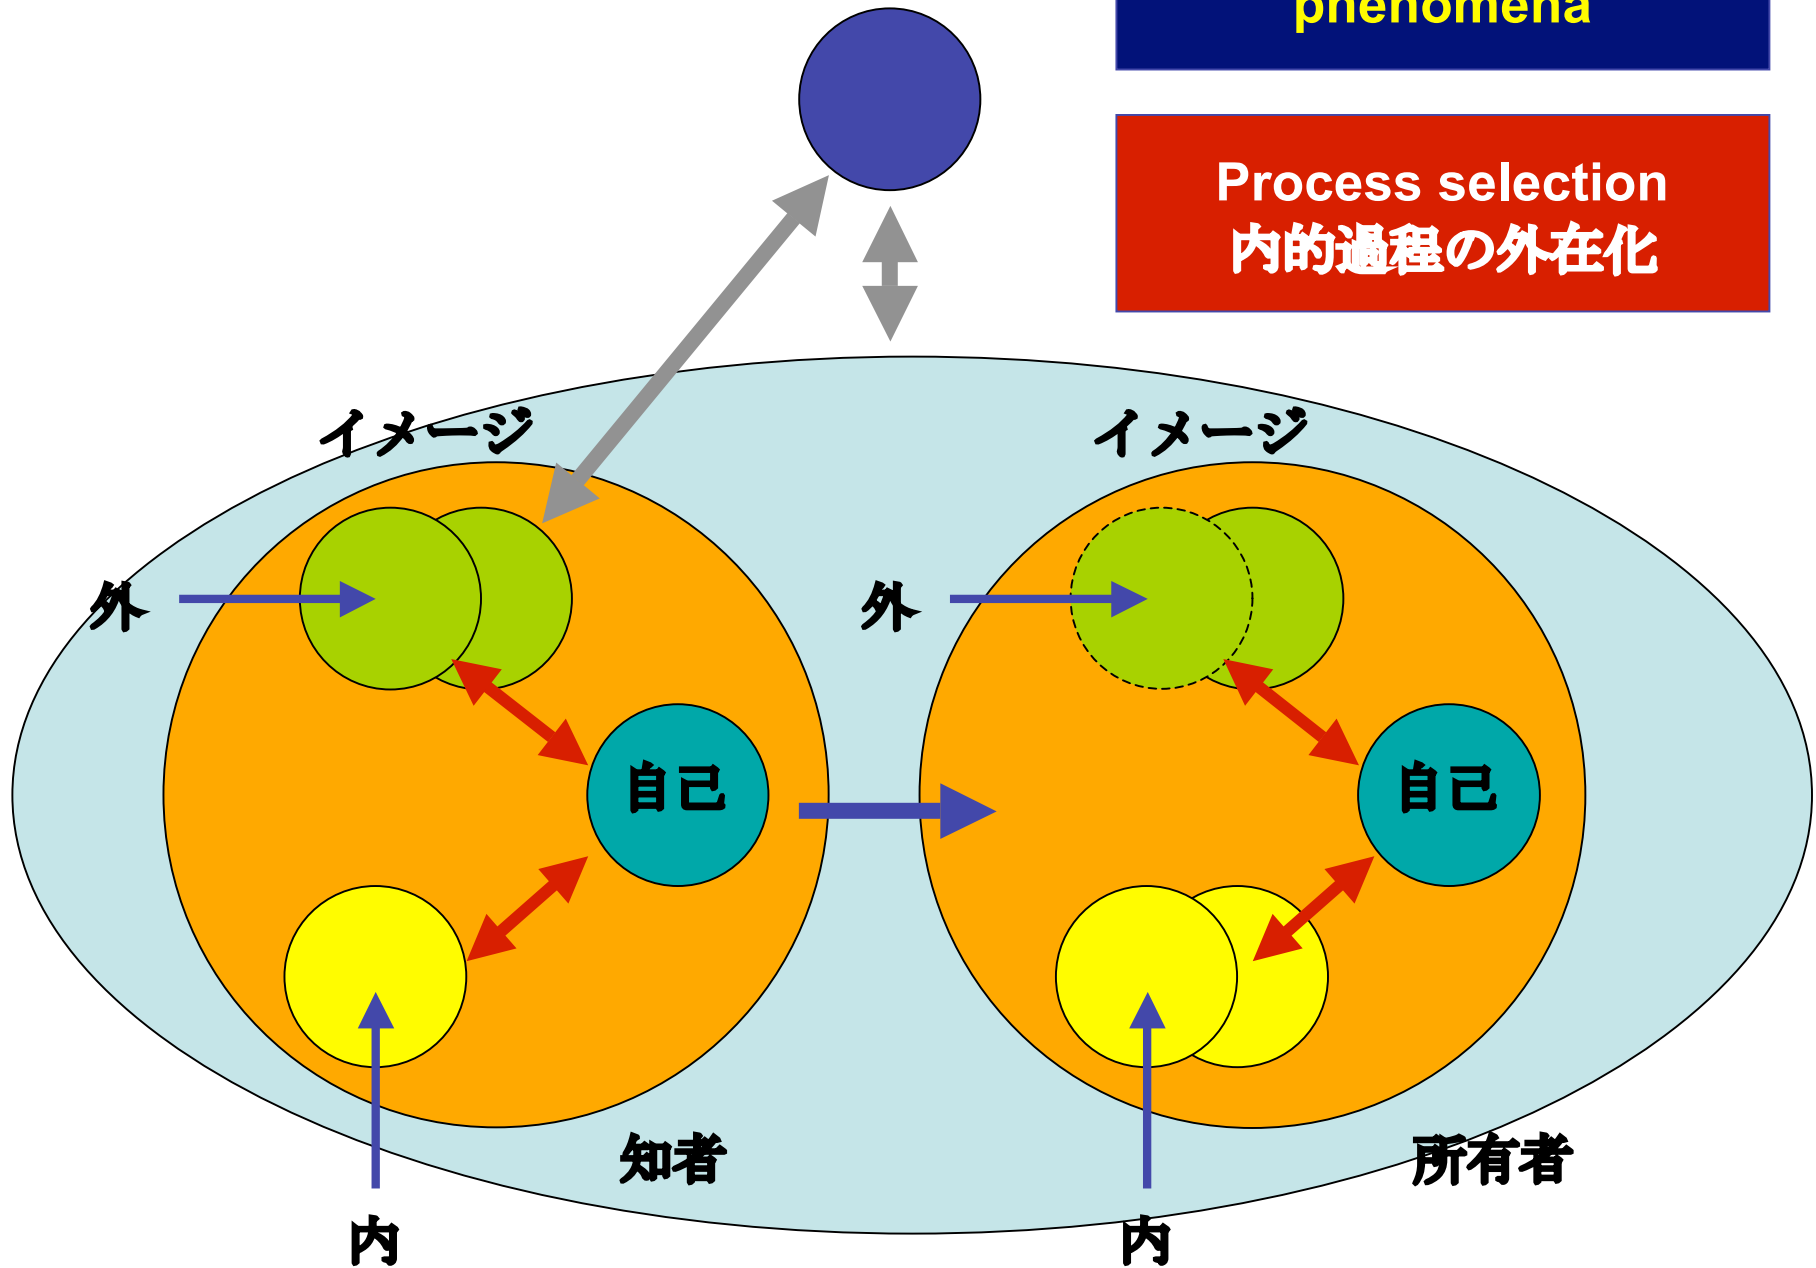 phenomena
Process selection
内的過程の外在化
イメージ
イメージ
外
外
自己
自己
知者
所有者
内
内